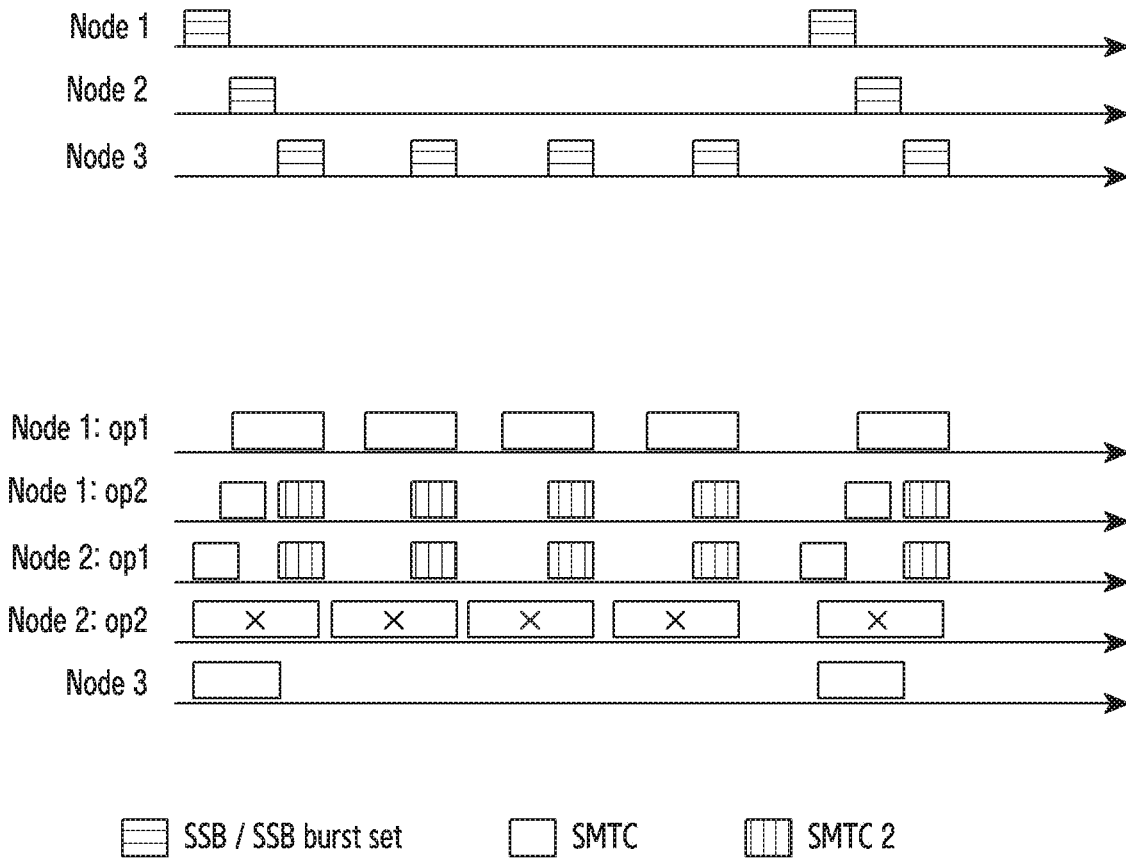 Node 1
Node 2
Node 3
Node 1: op1
Node 1: op2
Node 2: op1
Node 2: op2
Node 3
SSB / SSB burst set SMTC SMTC 2